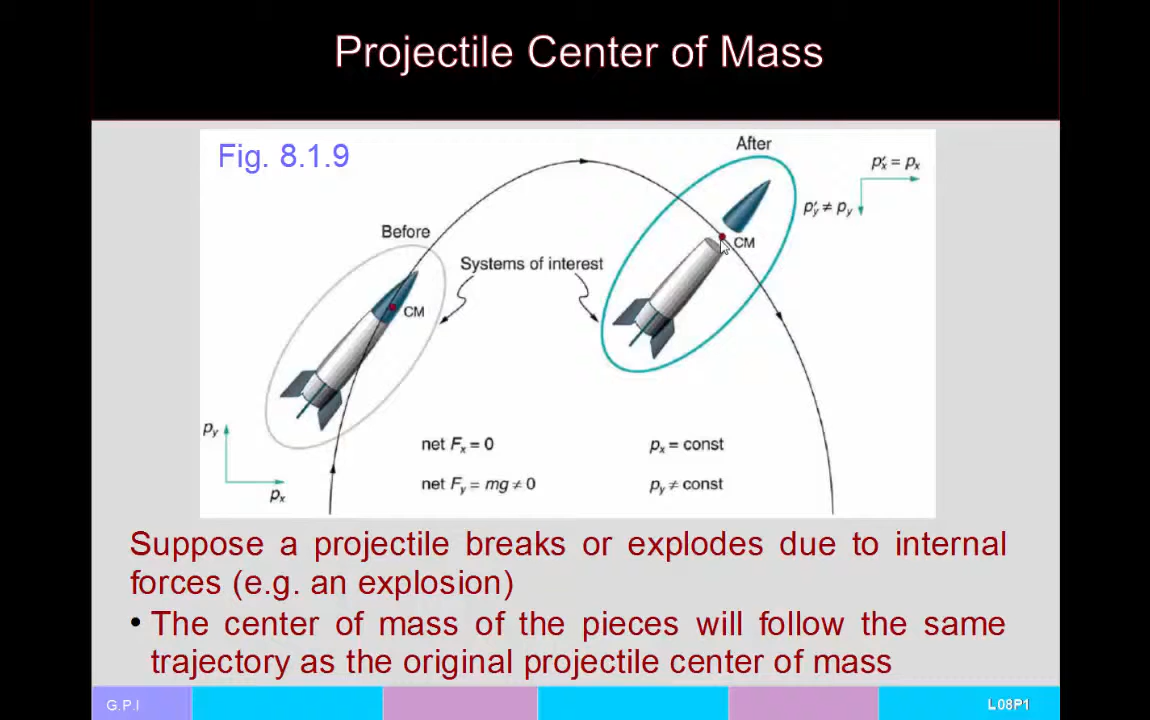 Projectile Center of Mass
Fig. 8.1.9
After
p′x = px
p′y ≠ py
Before
CM
Systems of interest
CM
py
px
net Fx = 0
px = const
net Fy = mg ≠ 0
py ≠ const
Suppose a projectile breaks or explodes due to internal
forces (e.g. an explosion)
• The center of mass of the pieces will follow the same
trajectory as the original projectile center of mass
G.P.I
L08P1